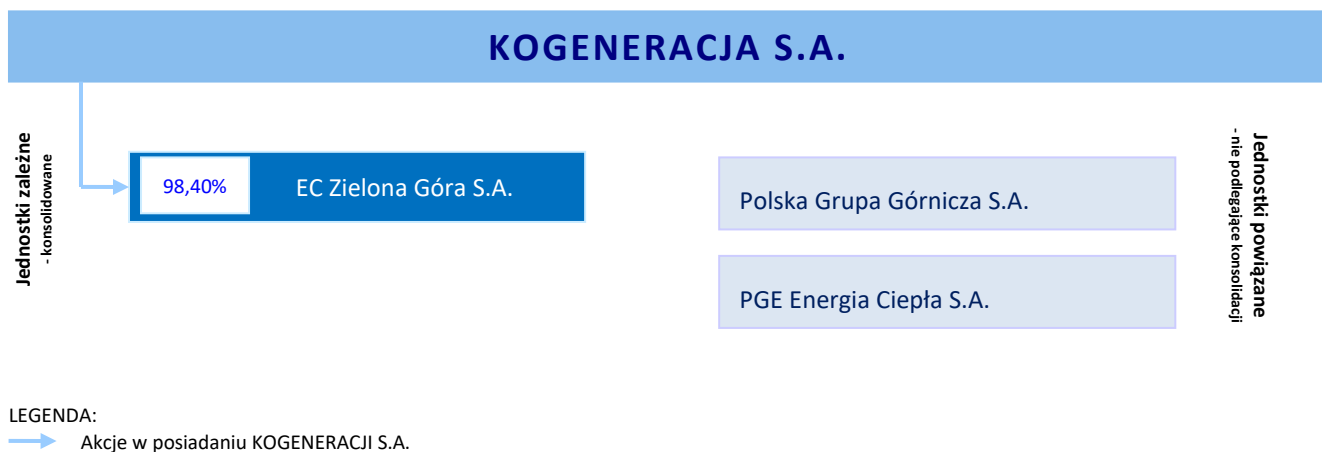 KOGENERACJA S.A.
Jednostki zależne
- konsolidowane
98,40%
EC Zielona Góra S.A.
Polska Grupa Górnicza S.A.
PGE Energia Ciepła S.A.
Jednostki powiązane
- nie podlegające konsolidacji
LEGENDA:
Akcje w posiadaniu KOGENERACJI S.A.